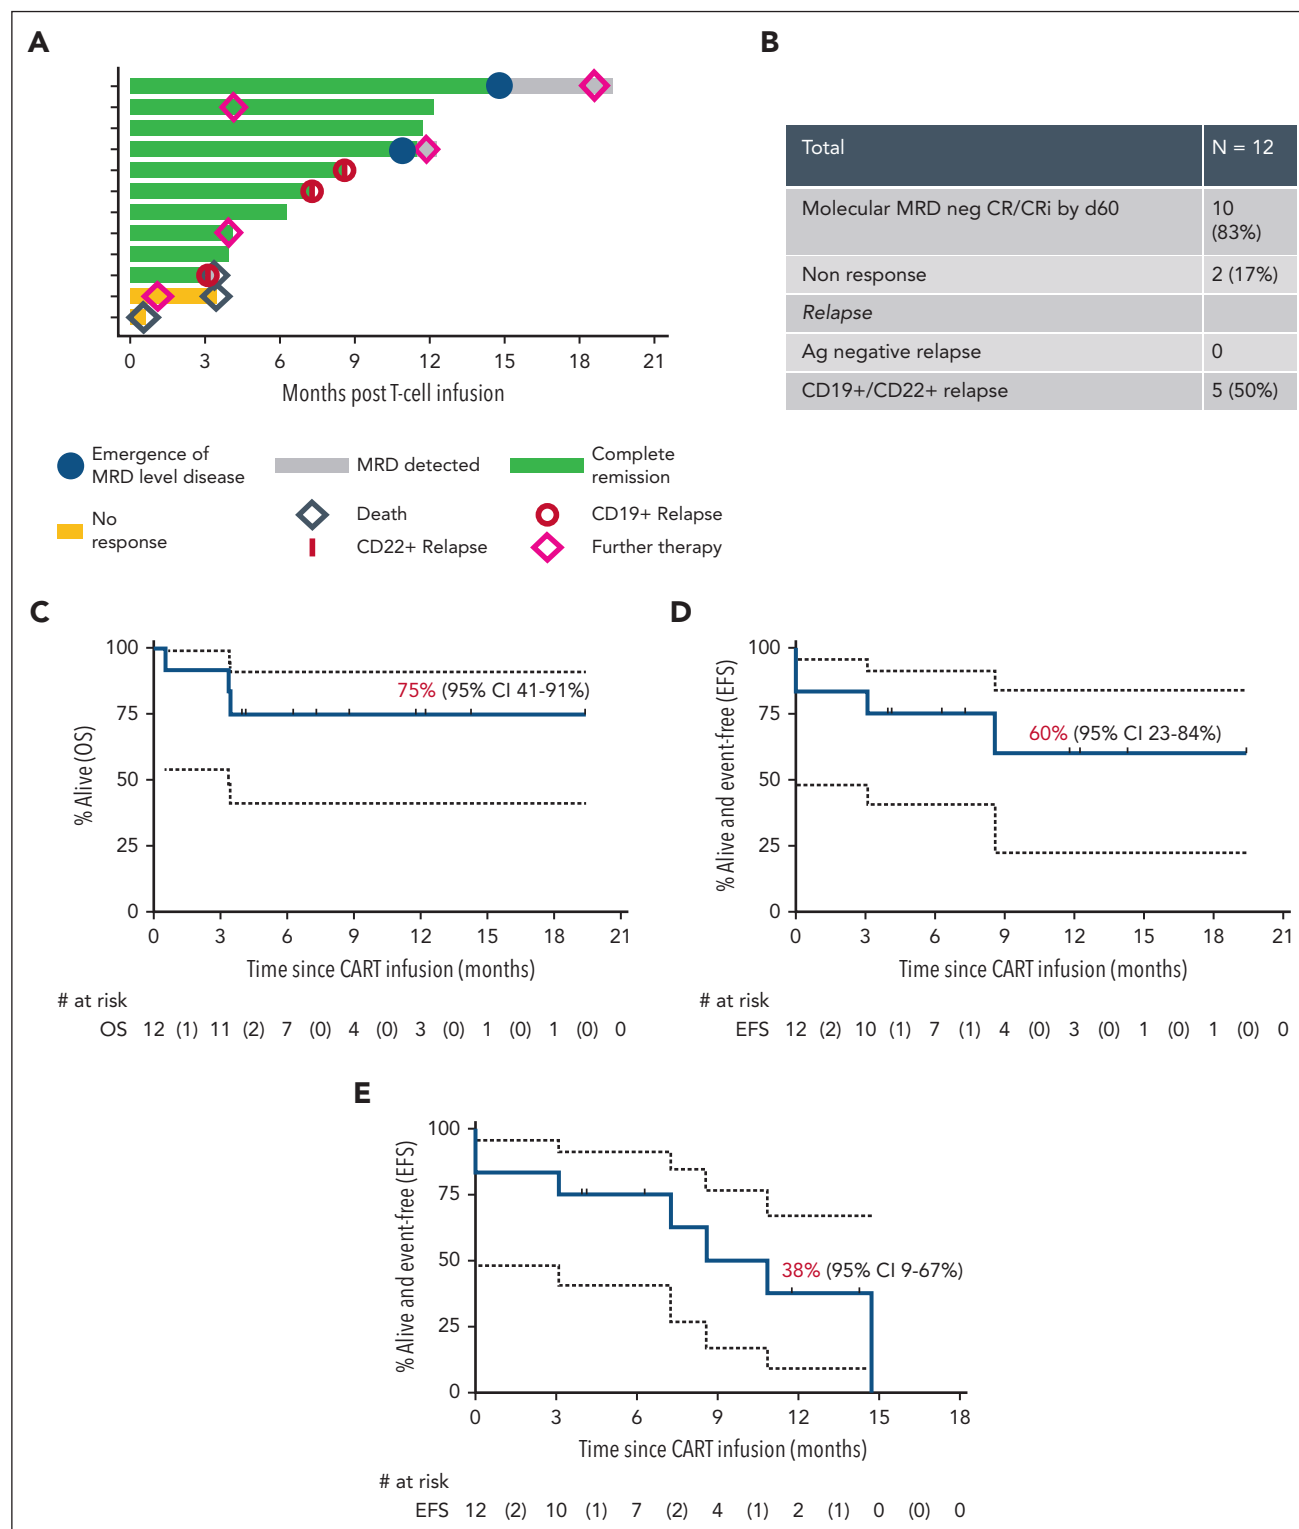 A
0 3 6 9 12 15 18 21
Months post T-cell infusion
Emergence of
MRD level disease
MRD detected
Complete
remission
No
response
Death
CD19+ Relapse
CD22+ Relapse
Further therapy
B
Total N = 12
Molecular MRD neg CR/CRi by d60 10
(83%)
Non response 2 (17%)
Relapse
Ag negative relapse 0
CD19+/CD22+ relapse 5 (50%)
C
% Alive (OS)
100
75
50
25
0
75% (95% CI 41-91%)
0 3 6 9 12 15 18 21
Time since CART infusion (months)
# at risk
OS 12 (1) 11 (2) 7 (0) 4 (0) 3 (0) 1 (0) 1 (0) 0
D
% Alive and event-free (EFS)
100
75
50
25
0
60% (95% CI 23-84%)
0 3 6 9 12 15 18 21
Time since CART infusion (months)
# at risk
EFS 12 (2) 10 (1) 7 (1) 4 (0) 3 (0) 1 (0) 1 (0) 0
E
% Alive and event-free (EFS)
100
75
50
25
0
38% (95% CI 9-67%)
0 3 6 9 12 15 18
Time since CART infusion (months)
# at risk
EFS 12 (2) 10 (1) 7 (2) 4 (1) 2 (1) 0 (0) 0